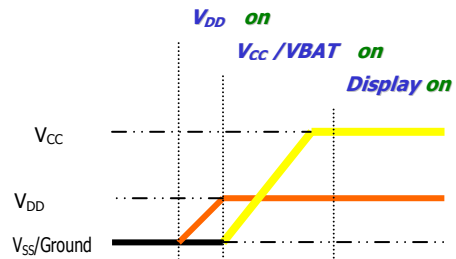 VDD on
VCC /VBAT on
Display on
VCC
VDD
VSS/Ground